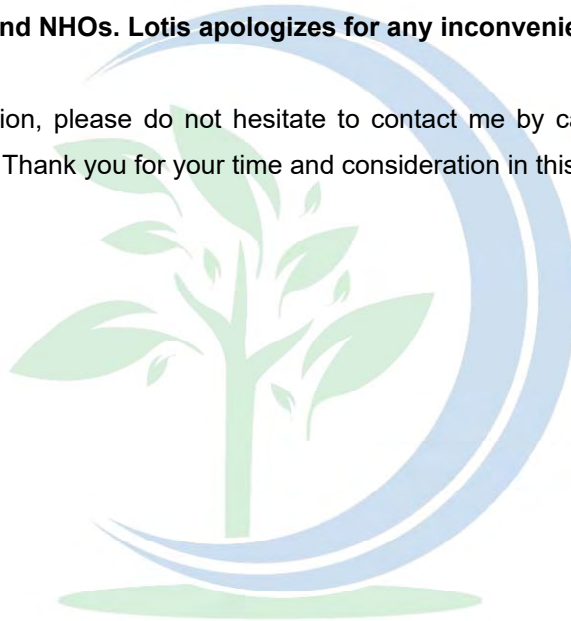 nd NHOs. Lotis apologizes for any inconvenie
ion, please do not hesitate to contact me by ca
Thank you for your time and consideration in this